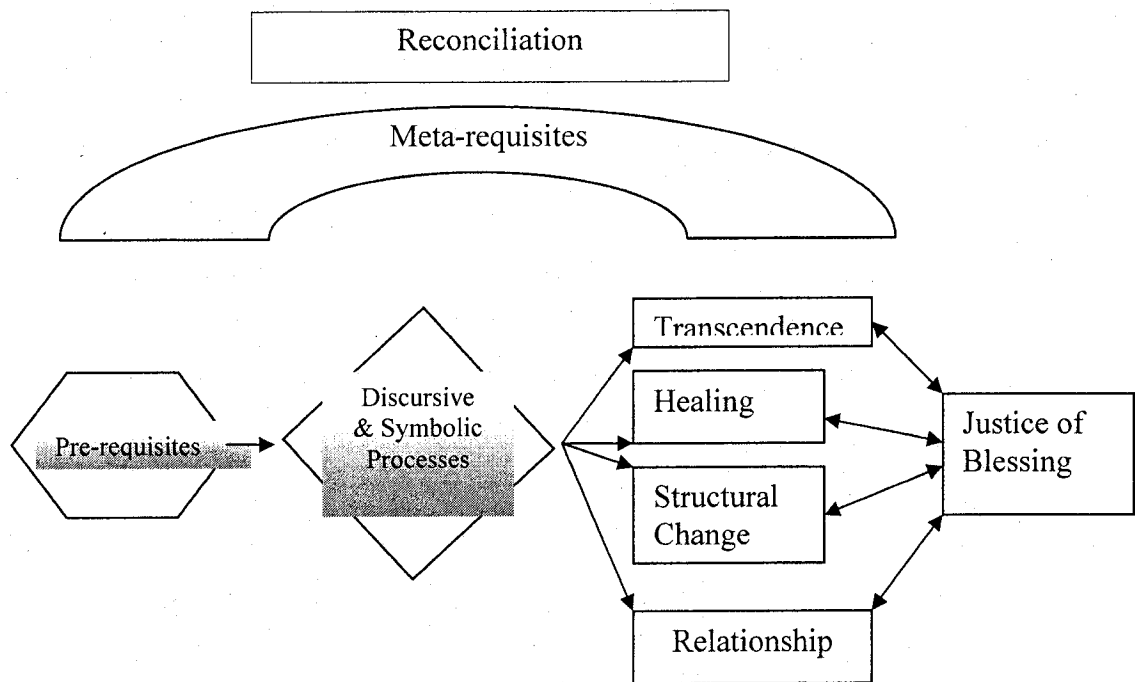 Reconciliation
Meta-requisites
Pre-requisites
Discursive
& Symbolic
Processes
Transcendence
Healing
Structural
Change
Relationship
Justice of
Blessing